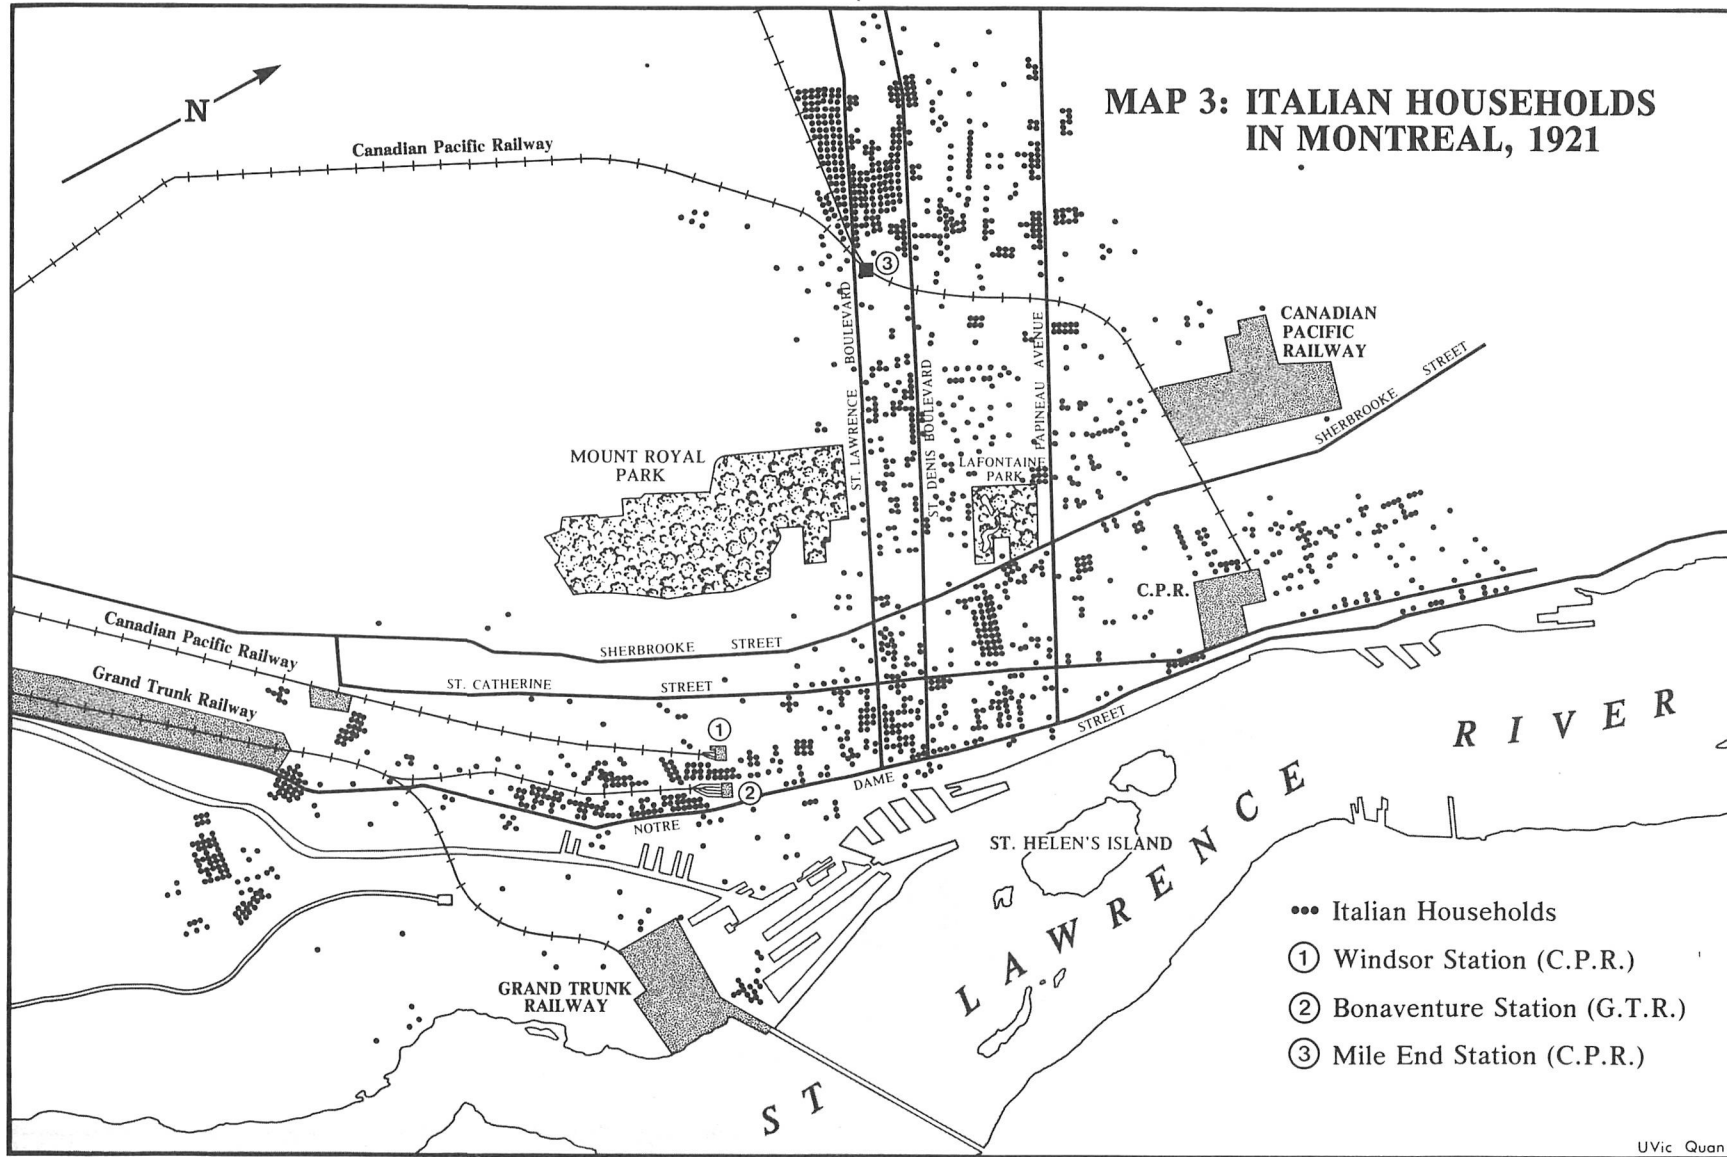 MAP 3: ITALIAN HOUSEHOLDS
IN MONTREAL, 1921
N
Canadian Pacific Railway
3
ST. LAWRENCE BOULEVARD
ST. DENIS BOULEVARD
PAPINEAU AVENUE
CANADIAN
PACIFIC
RAILWAY
SHERBROOKE STREET
MOUNT ROYAL
PARK
LAFONTAINE
PARK
C.P.R.
Canadian Pacific Railway
Grand Trunk Railway
SHERBROOKE STREET
ST. CATHERINE STREET
1
2
NOTRE DAME STREET
ST. HELEN'S ISLAND
ST LAWRENCE RIVER
GRAND TRUNK
RAILWAY
Italian Households
1 Windsor Station (C.P.R.)
2 Bonaventure Station (G.T.R.)
3 Mile End Station (C.P.R.)
UVic Quan